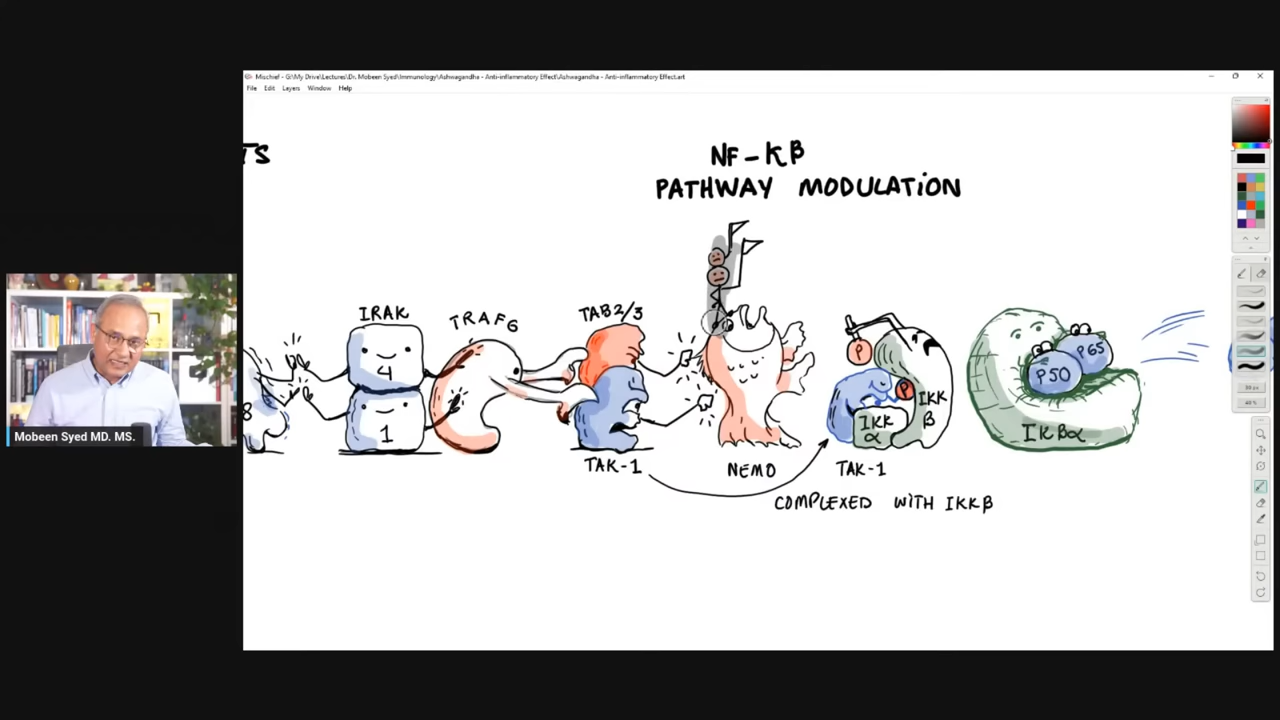 Mischief - G:\My Drive\Lectures\Dr. Mobeen Syed\Immunology\Ashwagandha - Anti-inflammatory Effect\Ashwagandha - Anti-inflammatory Effect.art
File Edit Layers Window Help
TS
NF-KB
PATHWAY MODULATION
IRAK
TRAF6
TAB2/3
4
1
8
P
P
IKK
α
IKK
β
P50
P65
IKBα
TAK-1
NEMO
TAK-1
COMPLEXED WITH IKKβ
Mobeen Syed MD. MS.